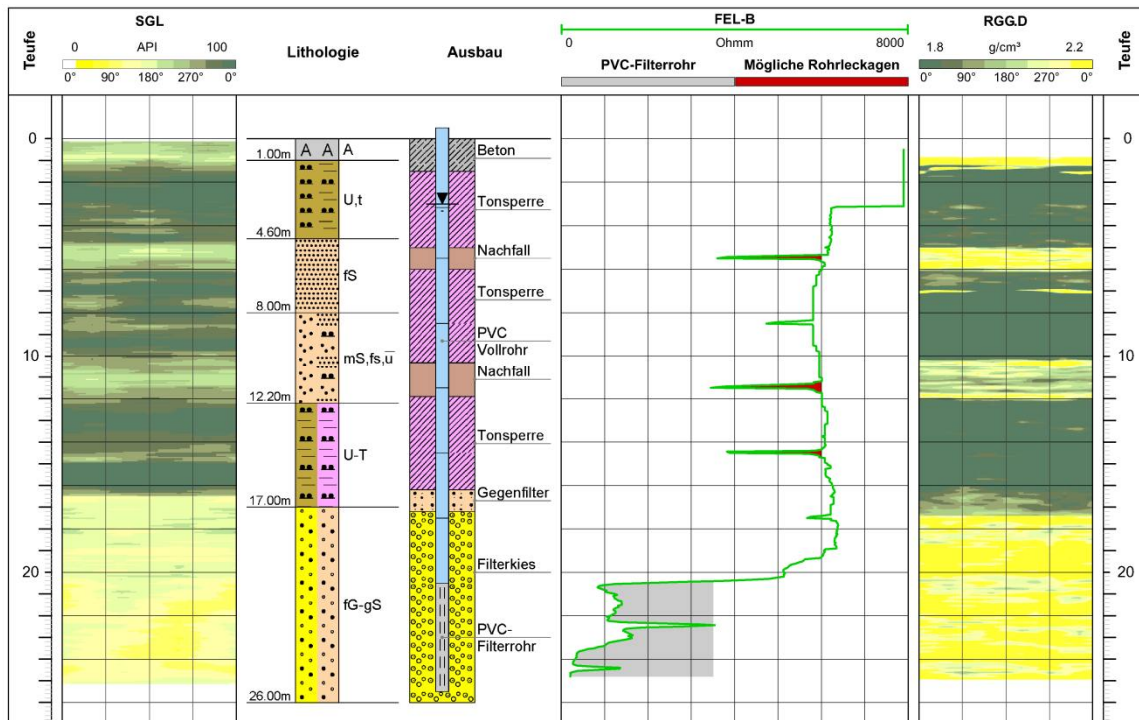 Teufe
SGL
0 API 100
0° 90° 180° 270° 0°
Lithologie
Ausbau
FEL-B
0 Ohmm 8000
PVC-Filterrohr
Mögliche Rohrleckagen
RGG.D
1.8 g/cm³ 2.2
0° 90° 180° 270° 0°
Teufe
0
10
20
A A
1.00m
A
U,t
4.60m
fS
8.00m
mS,fs,u̅
12.20m
U-T
17.00m
fG-gS
26.00m
Beton
Tonsperre
Nachfall
Tonsperre
PVC
Vollrohr
Nachfall
Tonsperre
Gegenfilter
Filterkies
PVC-
Filterrohr
0
10
20